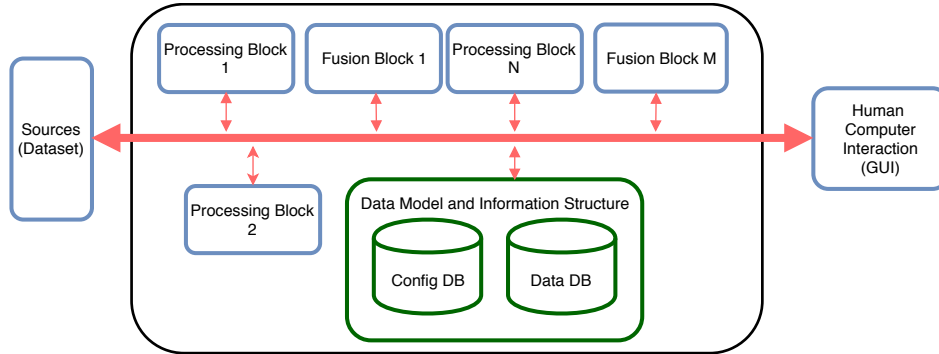 Processing Block
1
Fusion Block 1
Processing Block
N
Fusion Block M
Sources
(Dataset)
Human
Computer
Interaction
(GUI)
Processing Block
2
Data Model and Information Structure
Config DB
Data DB